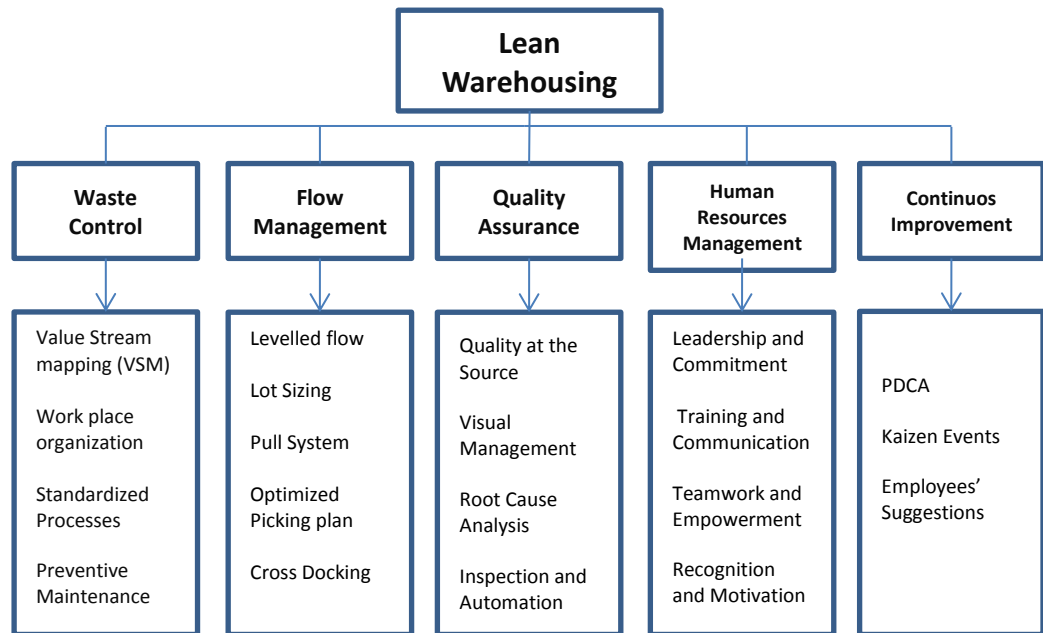 Lean
Warehousing
Waste
Control
Flow
Management
Quality
Assurance
Human
Resources
Management
Continuos
Improvement
Value Stream
mapping (VSM)
Work place
organization
Standardized
Processes
Preventive
Maintenance
Levelled flow
Lot Sizing
Pull System
Optimized
Picking plan
Cross Docking
Quality at the
Source
Visual
Management
Root Cause
Analysis
Inspection and
Automation
Leadership and
Commitment
Training and
Communication
Teamwork and
Empowerment
Recognition
and Motivation
PDCA
Kaizen Events
Employees’
Suggestions